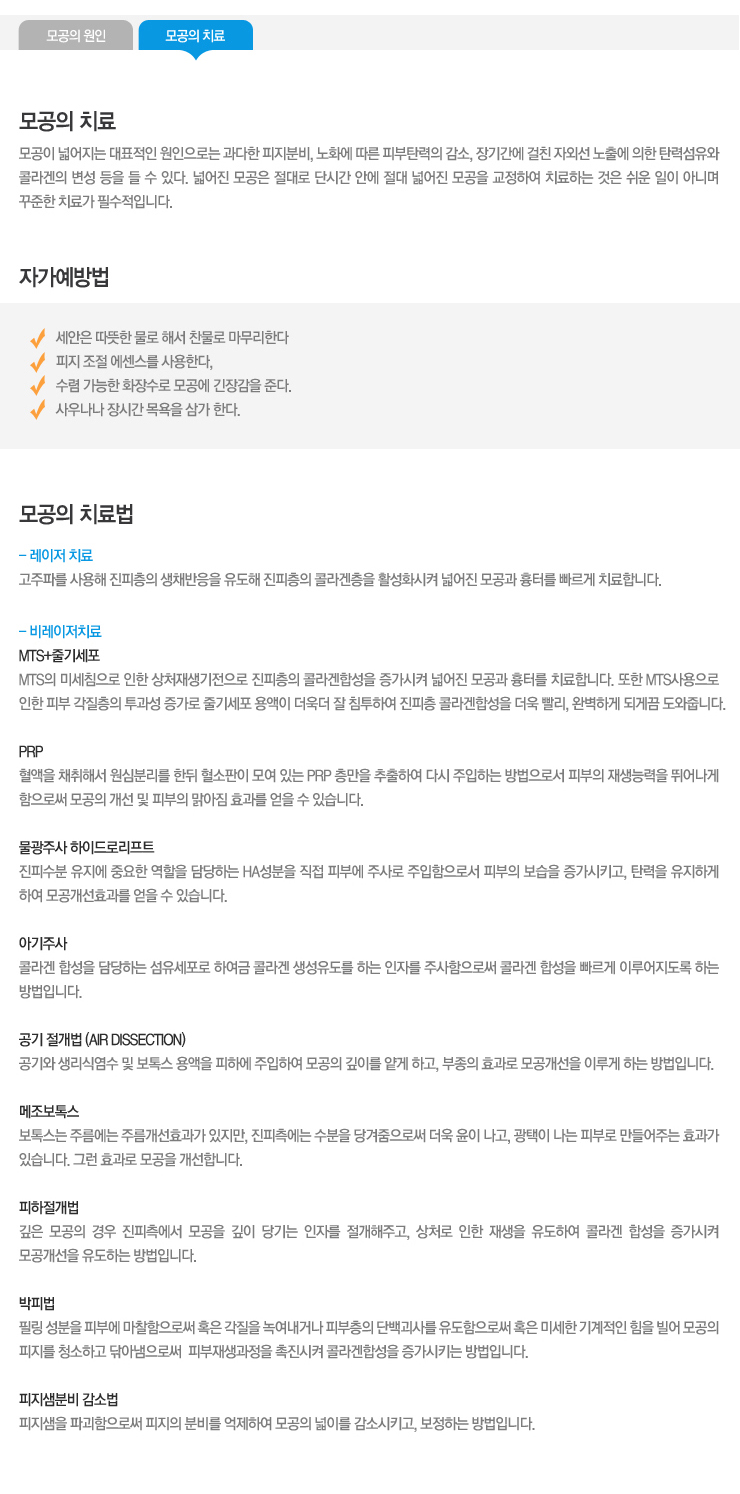 모공의 원인
모공의 치료
모공의 치료
모공이 넓어지는 대표적인 원인으로는 과다한 피지분비, 노화에 따른 피부탄력의 감소, 장기간에 걸친 자외선 노출에 의한 탄력섬유와
콜라겐의 변성 등을 들 수 있다. 넓어진 모공은 절대로 단시간 안에 절대 넓어진 모공을 교정하여 치료하는 것은 쉬운 일이 아니며
꾸준한 치료가 필수적입니다.
자가예방법
세안은 따뜻한 물로 해서 찬물로 마무리한다
피지 조절 에센스를 사용한다,
수렴 가능한 화장수로 모공에 긴장감을 준다.
사우나나 장시간 목욕을 삼가 한다.
모공의 치료법
- 레이저 치료
고주파를 사용해 진피층의 생채반응을 유도해 진피층의 콜라겐층을 활성화시켜 넓어진 모공과 흉터를 빠르게 치료합니다.
- 비레이저치료
MTS+줄기세포
MTS의 미세침으로 인한 상처재생기전으로 진피층의 콜라겐합성을 증가시켜 넓어진 모공과 흉터를 치료합니다. 또한 MTS사용으로
인한 피부 각질층의 투과성 증가로 줄기세포 용액이 더욱더 잘 침투하여 진피층 콜라겐합성을 더욱 빨리, 완벽하게 되게끔 도와줍니다.
PRP
혈액을 채취해서 원심분리를 한뒤 혈소판이 모여 있는 PRP 층만을 추출하여 다시 주입하는 방법으로서 피부의 재생능력을 뛰어나게
함으로써 모공의 개선 및 피부의 맑아짐 효과를 얻을 수 있습니다.
물광주사 하이드로리프트
진피수분 유지에 중요한 역할을 담당하는 HA성분을 직접 피부에 주사로 주입함으로서 피부의 보습을 증가시키고, 탄력을 유지하게
하여 모공개선효과를 얻을 수 있습니다.
아기주사
콜라겐 합성을 담당하는 섬유세포로 하여금 콜라겐 생성유도를 하는 인자를 주사함으로써 콜라겐 합성을 빠르게 이루어지도록 하는
방법입니다.
공기 절개법 (AIR DISSECTION)
공기와 생리식염수 및 보톡스 용액을 피하에 주입하여 모공의 깊이를 얕게 하고, 부종의 효과로 모공개선을 이루게 하는 방법입니다.
메조보톡스
보톡스는 주름에는 주름개선효과가 있지만, 진피측에는 수분을 당겨줌으로써 더욱 윤이 나고, 광택이 나는 피부로 만들어주는 효과가
있습니다. 그런 효과로 모공을 개선합니다.
피하절개법
깊은 모공의 경우 진피측에서 모공을 깊이 당기는 인자를 절개해주고, 상처로 인한 재생을 유도하여 콜라겐 합성을 증가시켜
모공개선을 유도하는 방법입니다.
박피법
필링 성분을 피부에 마찰함으로써 혹은 각질을 녹여내거나 피부층의 단백괴사를 유도함으로써 혹은 미세한 기계적인 힘을 빌어 모공의
피지를 청소하고 닦아냄으로써 피부재생과정을 촉진시켜 콜라겐합성을 증가시키는 방법입니다.
피지샘분비 감소법
피지샘을 파괴함으로써 피지의 분비를 억제하여 모공의 넓이를 감소시키고, 보정하는 방법입니다.